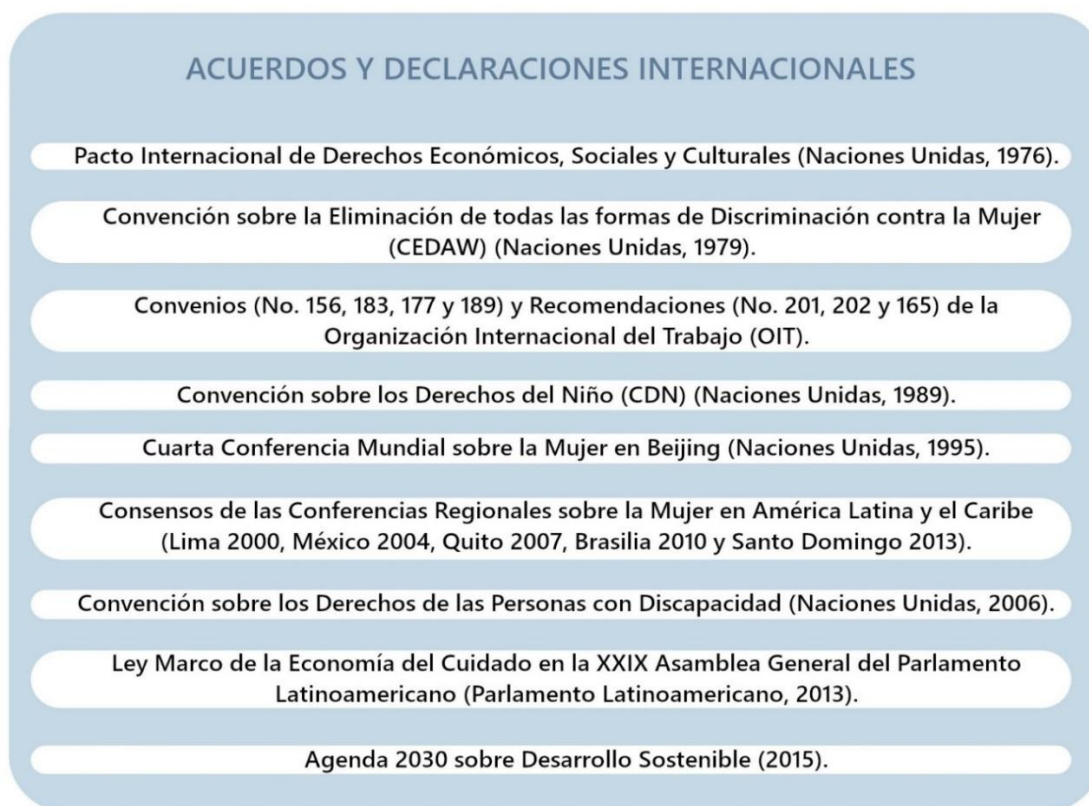 ACUERDOS Y DECLARACIONES INTERNACIONALES
Pacto Internacional de Derechos Económicos, Sociales y Culturales (Naciones Unidas, 1976).
Convención sobre la Eliminación de todas las formas de Discriminación contra la Mujer
(CEDAW) (Naciones Unidas, 1979).
Convenios (No. 156, 183, 177 y 189) y Recomendaciones (No. 201, 202 y 165) de la
Organización Internacional del Trabajo (OIT).
Convención sobre los Derechos del Niño (CDN) (Naciones Unidas, 1989).
Cuarta Conferencia Mundial sobre la Mujer en Beijing (Naciones Unidas, 1995).
Consensos de las Conferencias Regionales sobre la Mujer en América Latina y el Caribe
(Lima 2000, México 2004, Quito 2007, Brasilia 2010 y Santo Domingo 2013).
Convención sobre los Derechos de las Personas con Discapacidad (Naciones Unidas, 2006).
Ley Marco de la Economía del Cuidado en la XXIX Asamblea General del Parlamento
Latinoamericano (Parlamento Latinoamericano, 2013).
Agenda 2030 sobre Desarrollo Sostenible (2015).